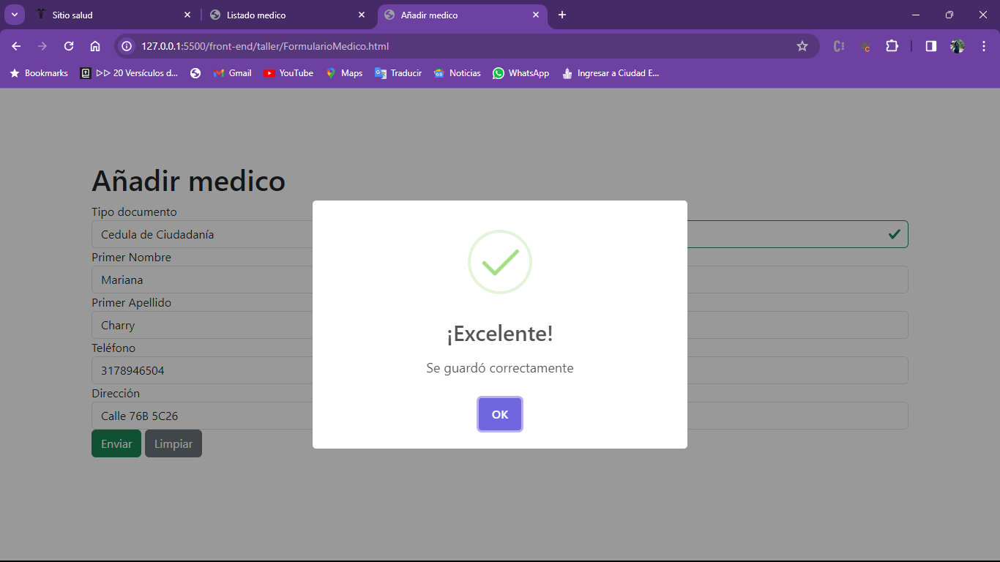 Sitio salud
Listado medico
Añadir medico
127.0.0.1:5500/front-end/taller/FormularioMedico.html
Bookmarks
▷▷ 20 Versículos d...
Gmail
YouTube
Maps
Traducir
Noticias
WhatsApp
Ingresar a Ciudad E...
Añadir medico
Tipo documento
Cedula de Ciudadanía
Primer Nombre
Mariana
Primer Apellido
Charry
Teléfono
3178946504
Dirección
Calle 76B 5C26
Enviar
Limpiar
¡Excelente!
Se guardó correctamente
OK